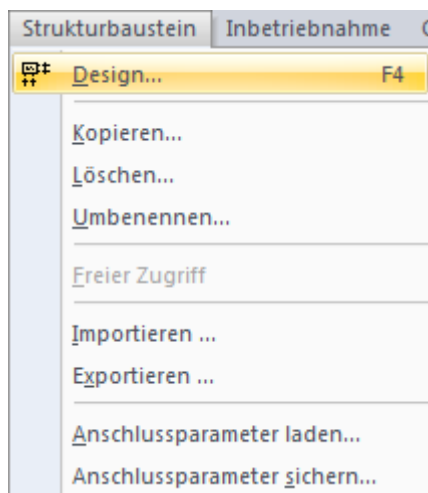 Strukturbaustein Inbetriebnahme
Design... F4
Kopieren...
Löschen...
Umbenennen...
Freier Zugriff
Importieren ...
Exportieren ...
Anschlussparameter laden...
Anschlussparameter sichern...